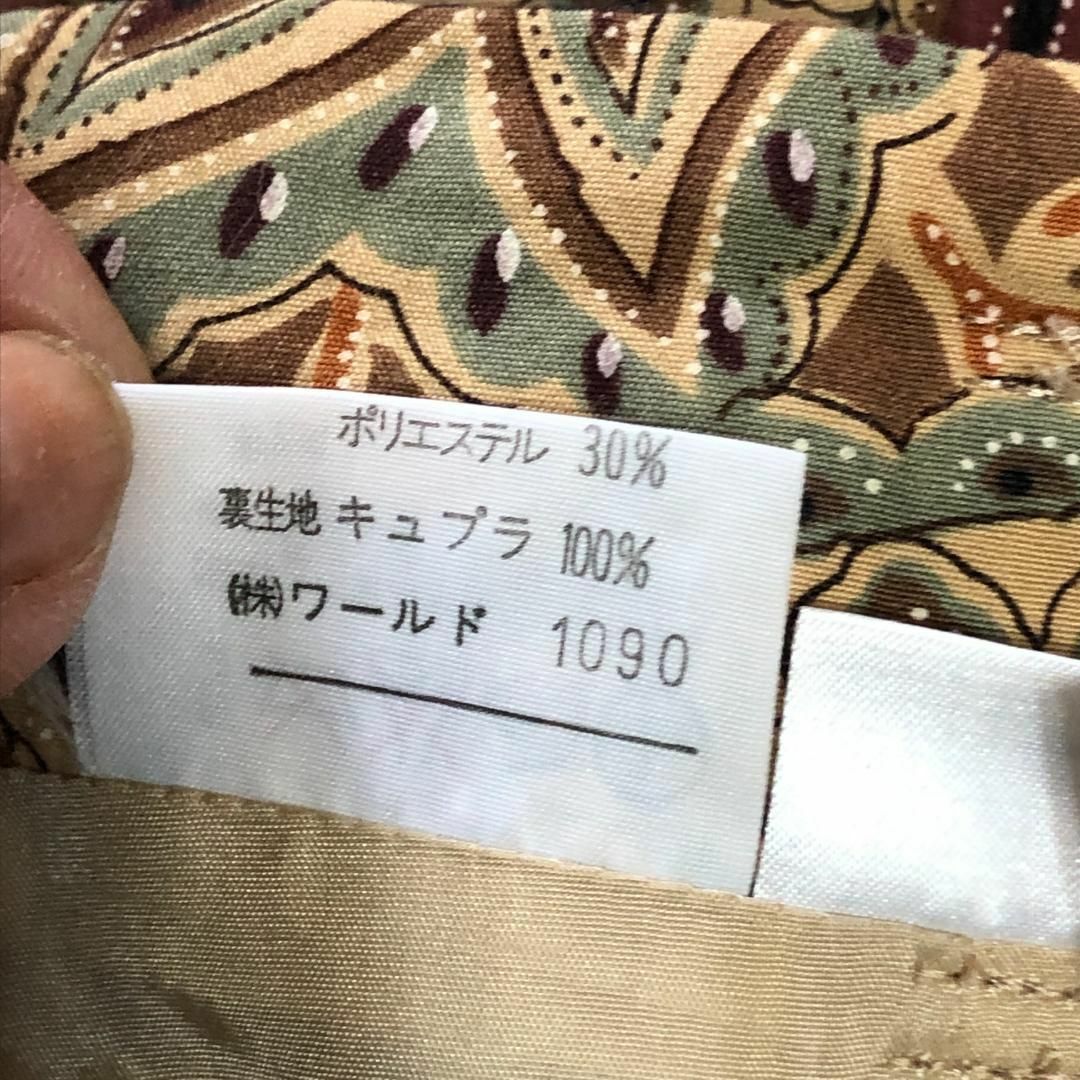 ポリエステル 30%
裏生地 キュプラ 100%
㈱ワールド 1090